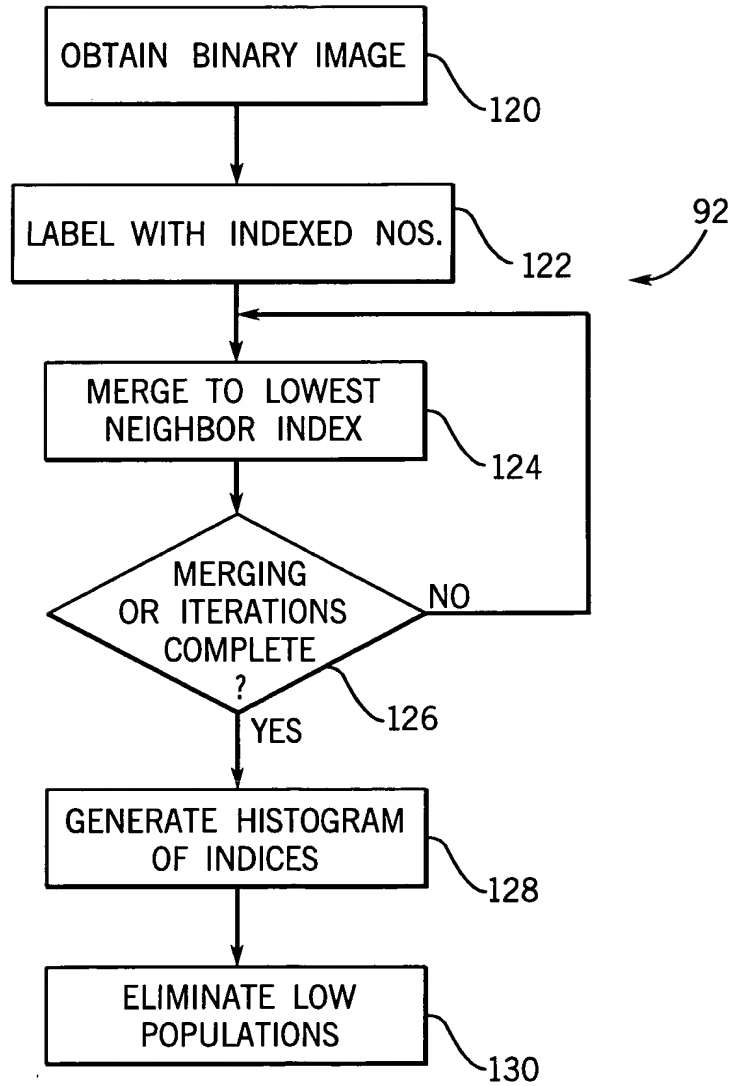 OBTAIN BINARY IMAGE
120
LABEL WITH INDEXED NOS.
122
92
MERGE TO LOWEST
NEIGHBOR INDEX
124
MERGING
OR ITERATIONS
COMPLETE
?
NO
126
YES
GENERATE HISTOGRAM
OF INDICES
128
ELIMINATE LOW
POPULATIONS
130